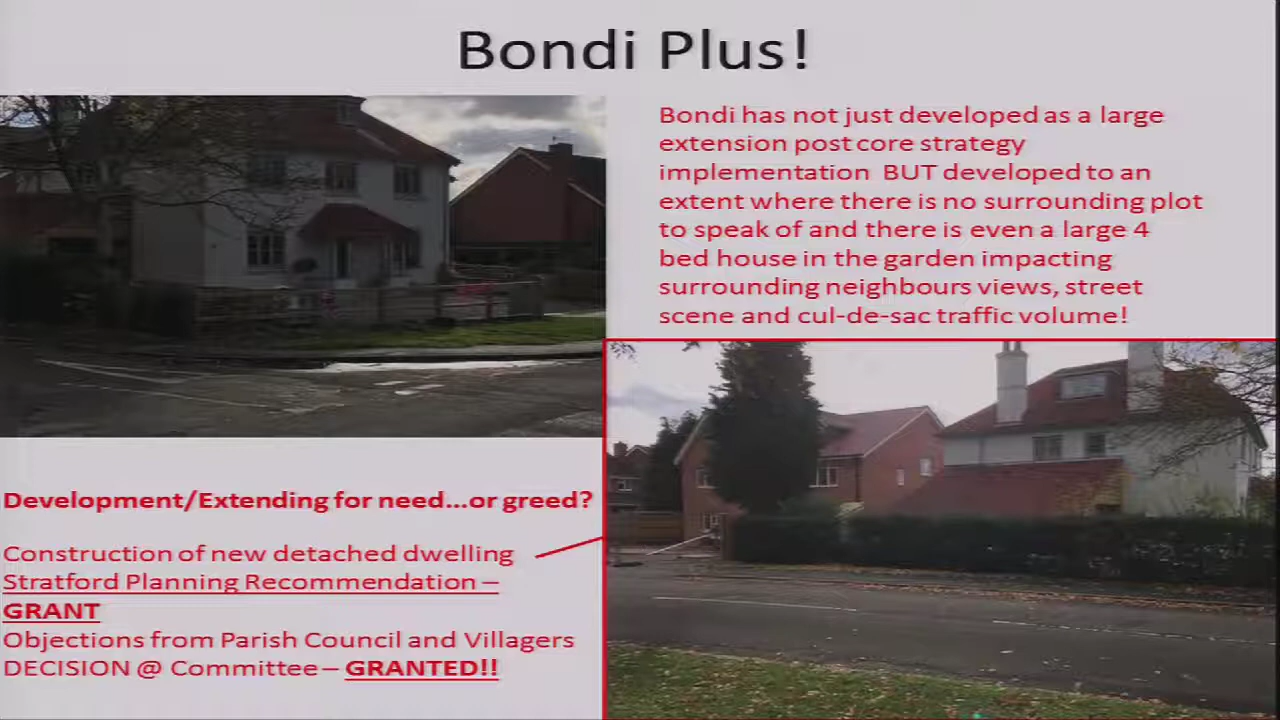 Bondi Plus!
Bondi has not just developed as a large
extension post core strategy
implementation BUT developed to an
extent where there is no surrounding plot
to speak of and there is even a large 4
bed house in the garden impacting
surrounding neighbours views, street
scene and cul-de-sac traffic volume!
Development/Extending for need...or greed?
Construction of new detached dwelling
Stratford Planning Recommendation –
GRANT
Objections from Parish Council and Villagers
DECISION @ Committee – GRANTED!!